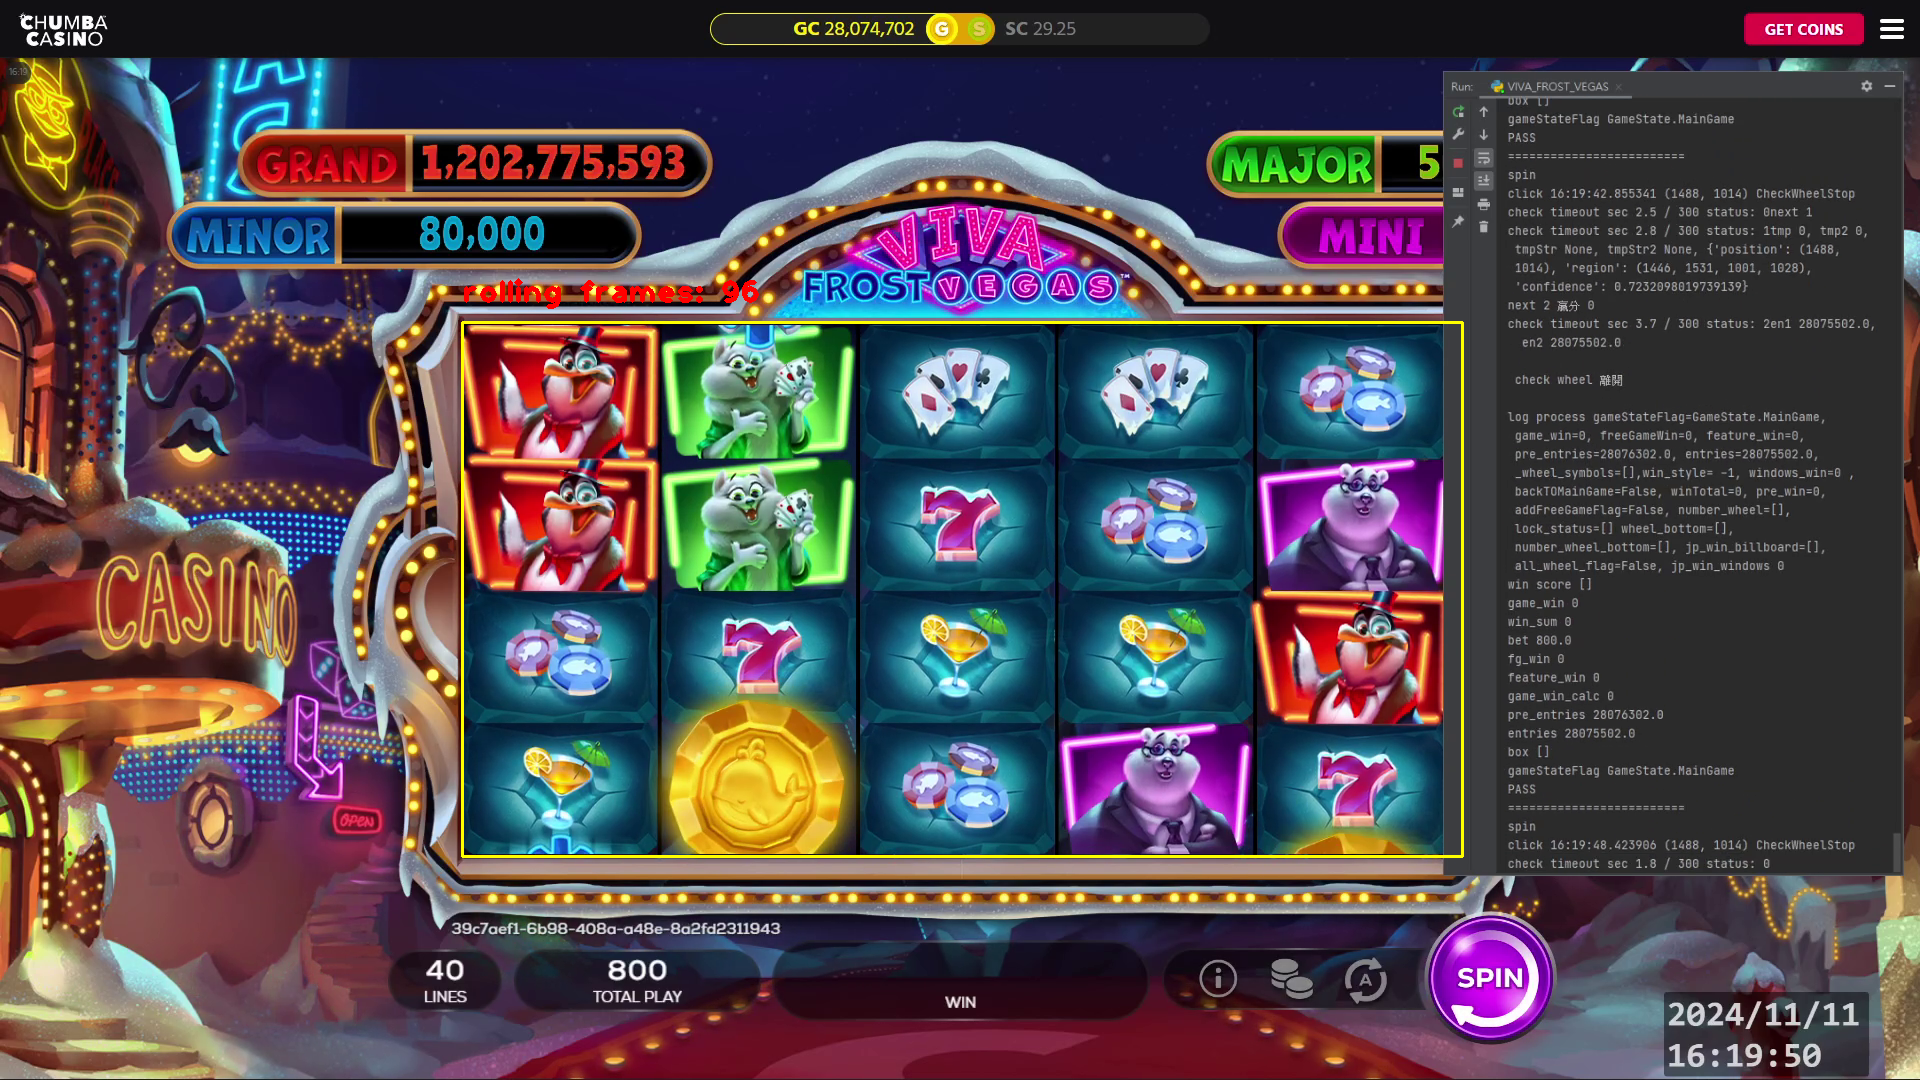 CHUMBA
CASINO
GC 28,074,702
G
S
SC 29.25
GET COINS
16:19
GRAND 1,202,775,593
MINOR 80,000
MAJOR 5
MINI
VIVA
FROST VEGAS™
rolling frames: 96
CASINO
OPEN
Run: VIVA_FROST_VEGAS
box []
gameStateFlag GameState.MainGame
PASS
=========================
spin
click 16:19:42.855341 (1488, 1014) CheckWheelStop
check timeout sec 2.5 / 300 status: 0next 1
check timeout sec 2.8 / 300 status: 1tmp 0, tmp2 0,
tmpStr None, tmpStr2 None, {'position': (1488,
1014), 'region': (1446, 1531, 1001, 1028),
'confidence': 0.7232098019739139}
next 2 贏分 0
check timeout sec 3.7 / 300 status: 2en1 28075502.0,
en2 28075502.0
check wheel 離開
log process gameStateFlag=GameState.MainGame,
game_win=0, freeGameWin=0, feature_win=0,
pre_entries=28076302.0, entries=28075502.0,
_wheel_symbols=[],win_style= -1, windows_win=0 ,
backTOMainGame=False, winTotal=0, pre_win=0,
addFreeGameFlag=False, number_wheel=[],
lock_status=[] wheel_bottom=[],
number_wheel_bottom=[], jp_win_billboard=[],
all_wheel_flag=False, jp_win_windows 0
win score []
game_win 0
win_sum 0
bet 800.0
fg_win 0
feature_win 0
game_win_calc 0
pre_entries 28076302.0
entries 28075502.0
box []
gameStateFlag GameState.MainGame
PASS
=========================
spin
click 16:19:48.423906 (1488, 1014) CheckWheelStop
check timeout sec 1.8 / 300 status: 0
39c7aef1-6b98-408a-a48e-8a2fd2311943
40
LINES
800
TOTAL PLAY
WIN
A
SPIN
2024/11/11
16:19:50